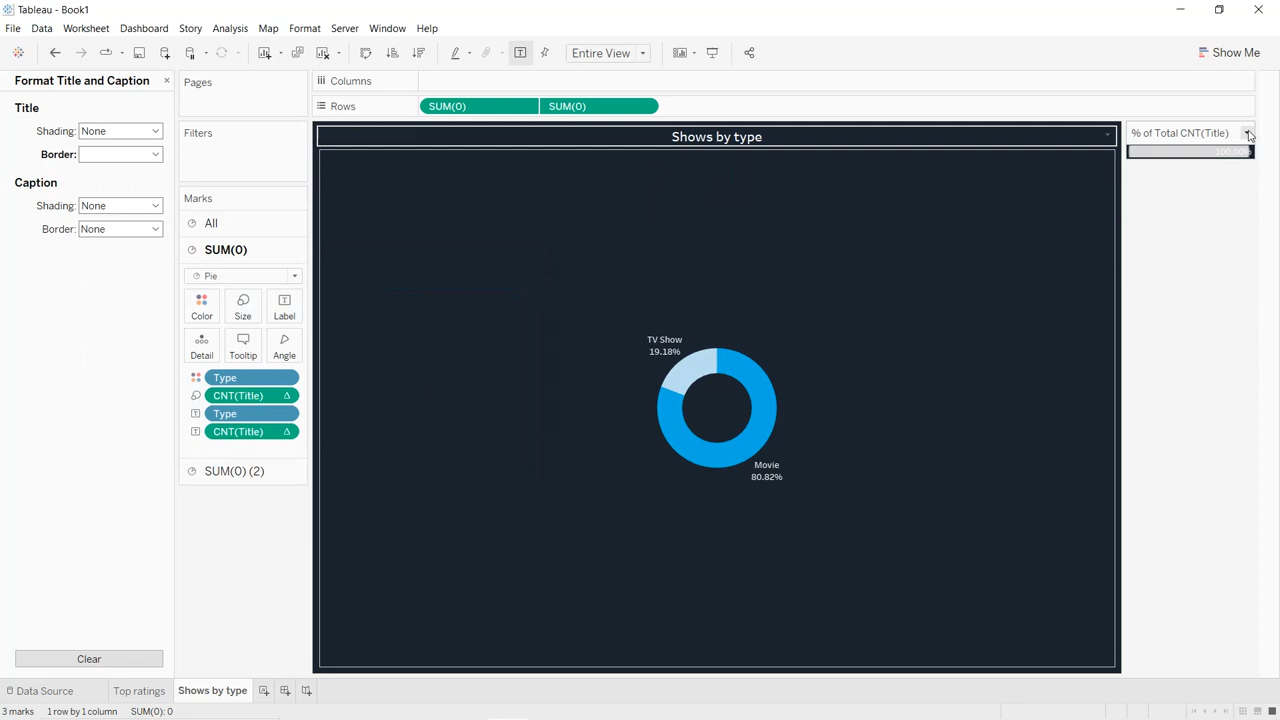 Tableau - Book1
File Data Worksheet Dashboard Story Analysis Map Format Server Window Help
Entire View
Show Me
Format Title and Caption
Title
Shading: None
Border:
Caption
Shading: None
Border: None
Clear
Pages
Filters
Marks
All
SUM(0)
Pie
Color Size Label
Detail Tooltip Angle
Type
CNT(Title)
Type
CNT(Title)
SUM(0) (2)
Columns
Rows SUM(0) SUM(0)
Shows by type
TV Show
19.18%
Movie
80.82%
% of Total CNT(Title)
100.00%
Data Source Top ratings Shows by type
3 marks 1 row by 1 column SUM(0): 0